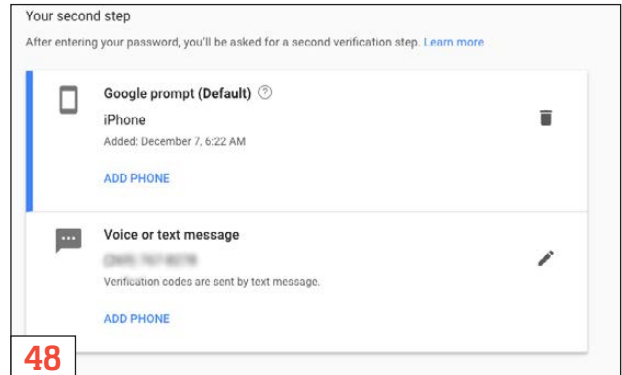 Your second step
After entering your password, you'll be asked for a second verification step. Learn more
Google prompt (Default) ?
iPhone
Added: December 7, 6:22 AM
ADD PHONE
Voice or text message
Verification codes are sent by text message.
ADD PHONE
48